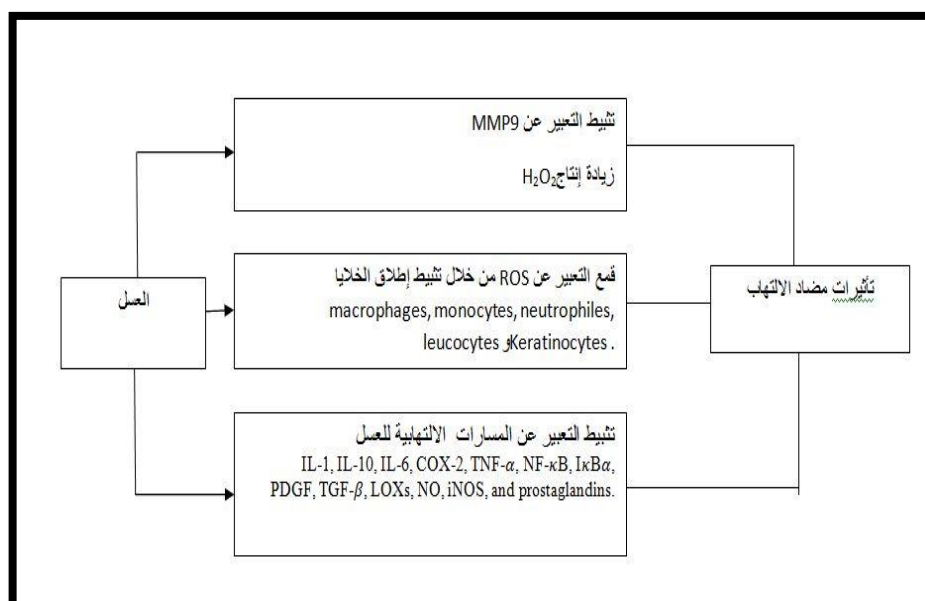 تثبيط التعبير عن MMP9
زيادة إنتاجH₂O₂
العسل
قمع التعبير عن ROS من خلال تثبيط إطلاق الخلايا
macrophages, monocytes, neutrophiles,
leucocytes وKeratinocytes .
تأثيرات مضاد الالتهاب
تثبيط التعبير عن المسارات الالتهابية للعسل
IL-1, IL-10, IL-6, COX-2, TNF-α, NF-κB, IκBα,
PDGF, TGF-β, LOXs, NO, iNOS, and prostaglandins.